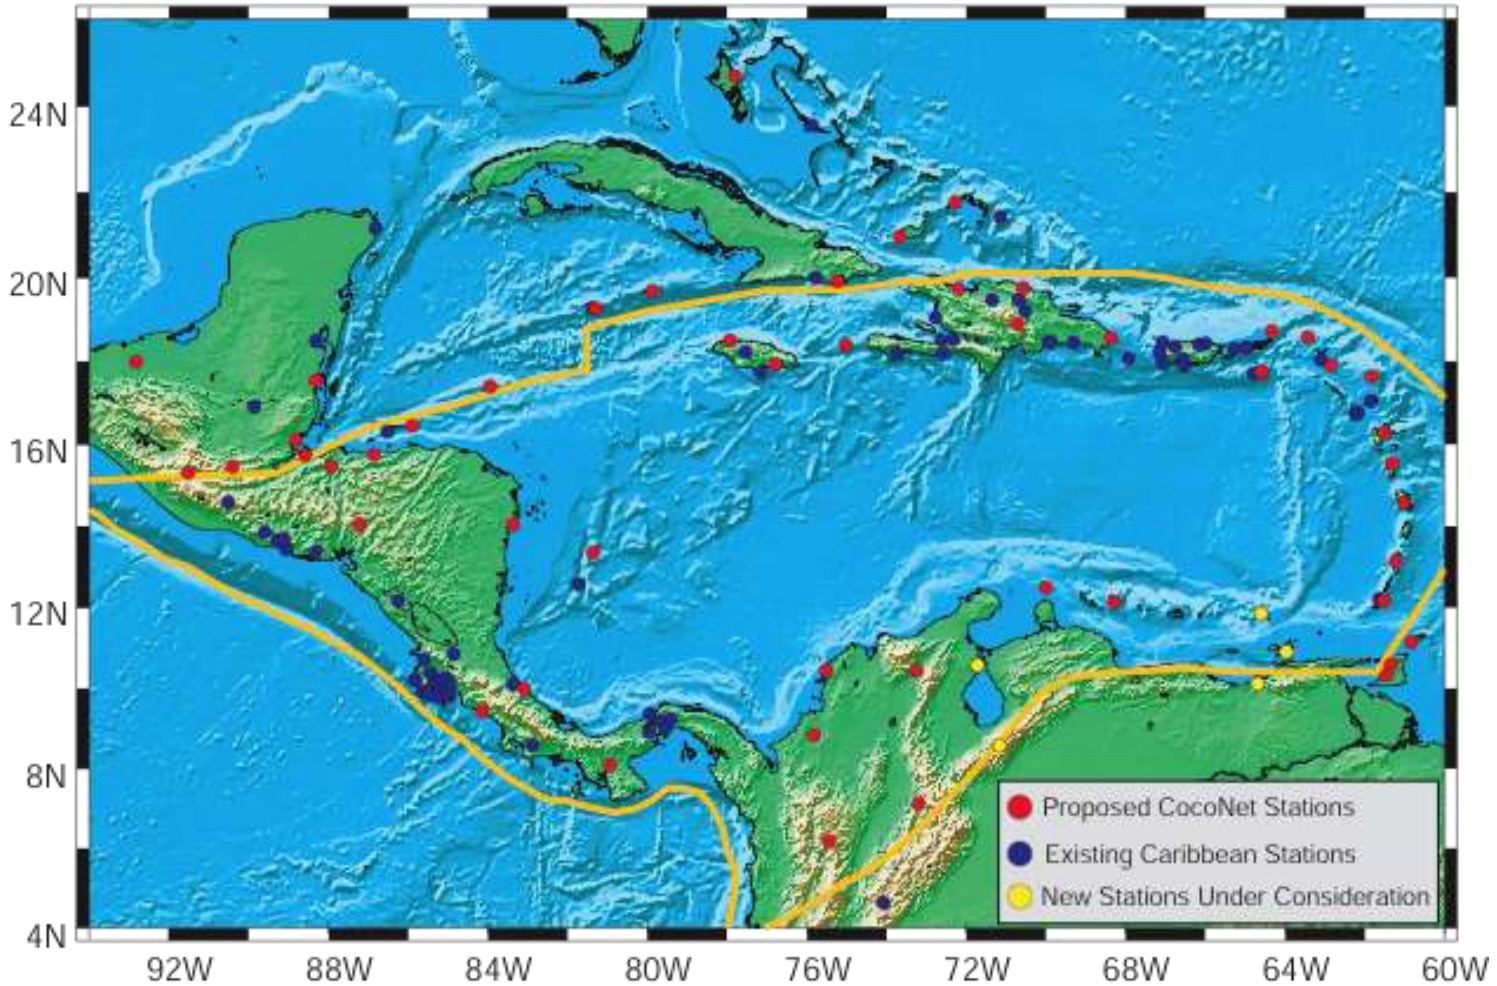 24N
20N
16N
12N
8N
4N
Proposed CocoNet Stations
Existing Caribbean Stations
New Stations Under Consideration
92W 88W 84W 80W 76W 72W 68W 64W 60W